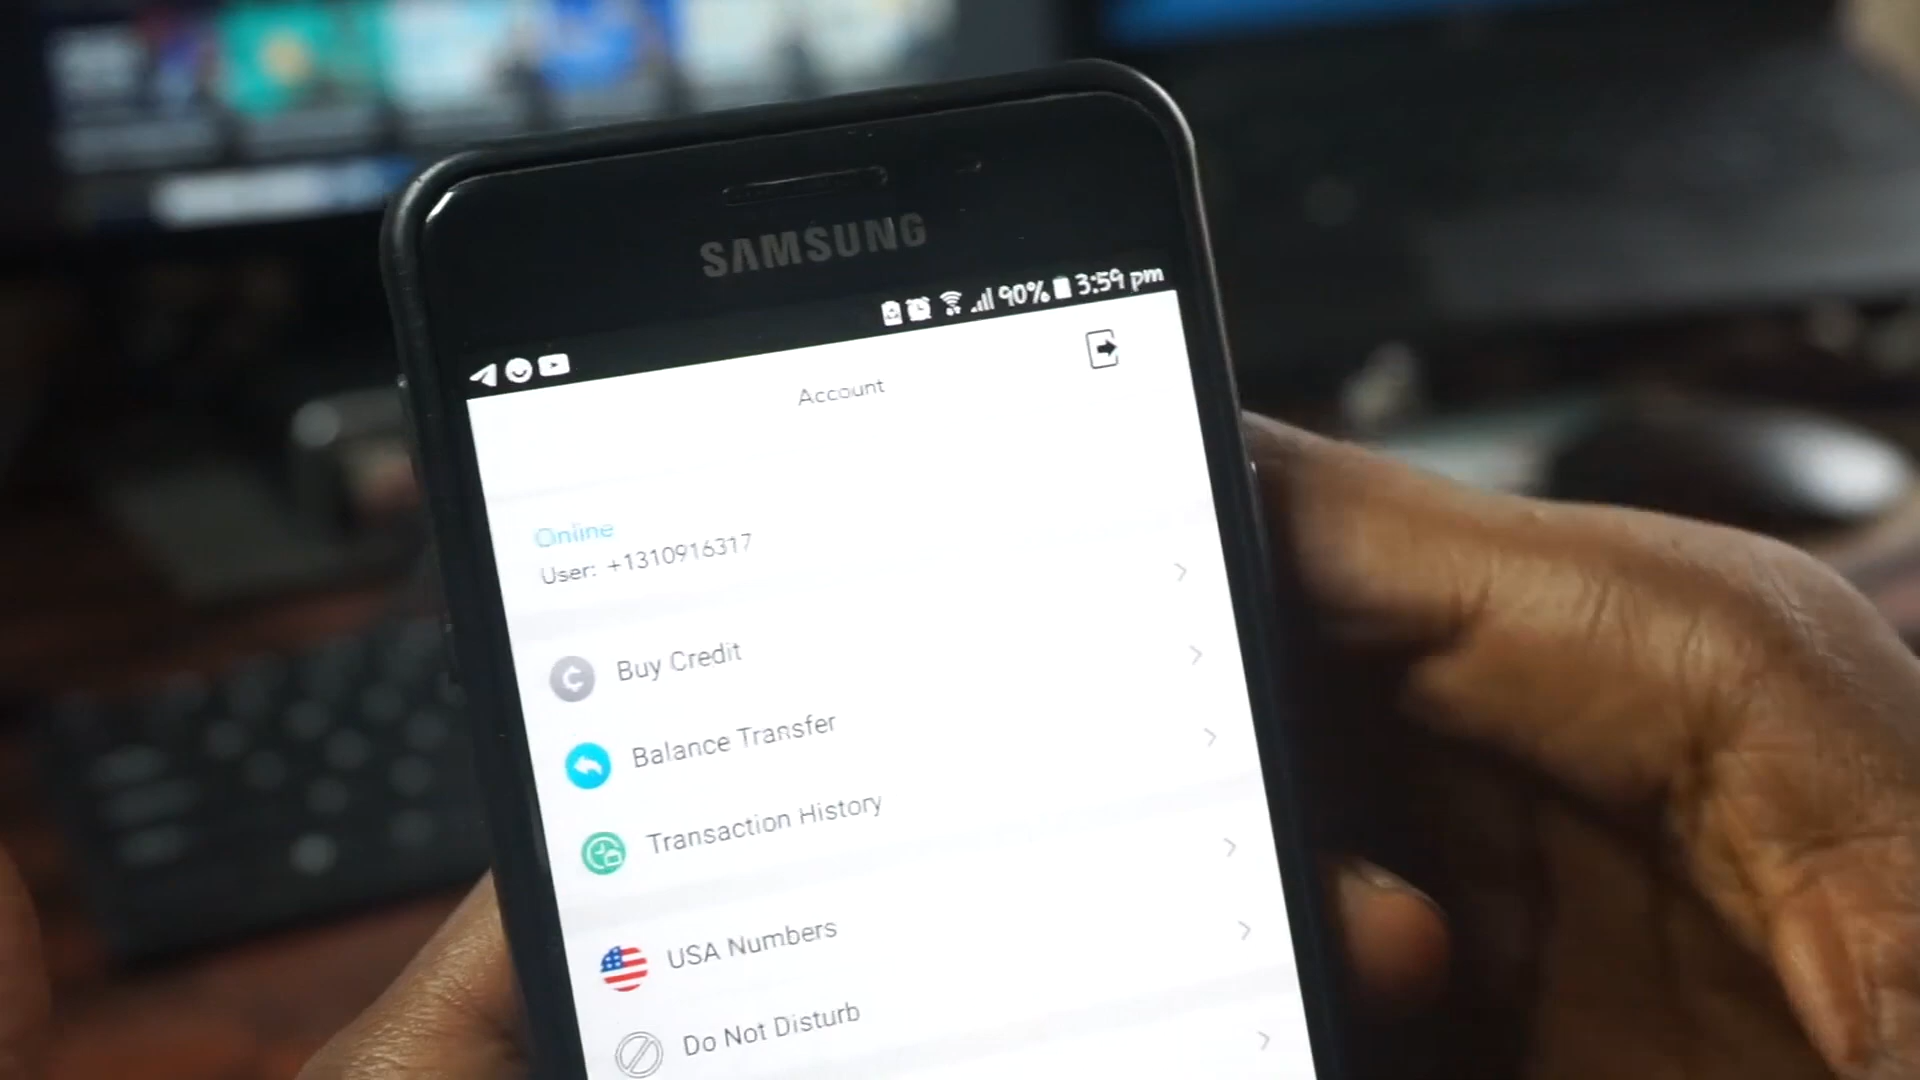 SAMSUNG
90% 3:59 pm
Account
Online
User: +1310916317
Buy Credit
Balance Transfer
Transaction History
USA Numbers
Do Not Disturb